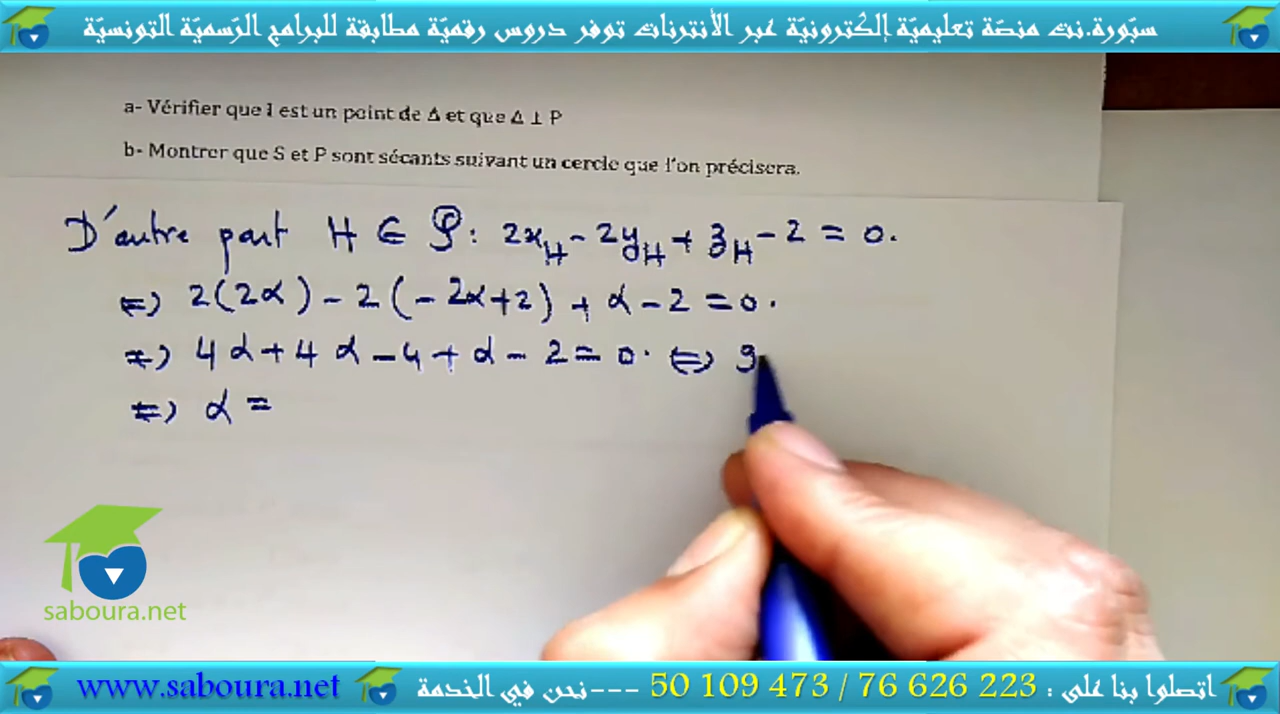 سبّورة.نت منصّة تعليميّة إلكترونيّة عبر الأنترنات توفر دروس رقميّة مطابقة للبرامج الرّسميّة التونسيّة
a- Vérifier que I est un point de Δ et que Δ ⊥ P
b- Montrer que S et P sont sécants suivant un cercle que l'on précisera.
D'autre part H ∈ P: 2x_H - 2y_H + z_H - 2 = 0.
⇔ 2(2α) - 2(-2α+2) + α - 2 = 0.
⇔ 4α + 4α - 4 + α - 2 = 0. ⇔ 9
⇔ α =
saboura.net
www.saboura.net اتصلوا بنا على : 76 626 223 / 50 109 473 ---نحن في الخدمة